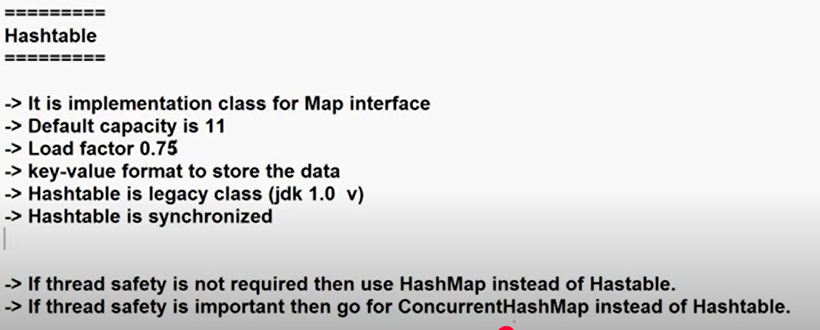 =========
Hashtable
=========
-> It is implementation class for Map interface
-> Default capacity is 11
-> Load factor 0.75
-> key-value format to store the data
-> Hashtable is legacy class (jdk 1.0  v)
-> Hashtable is synchronized
-> If thread safety is not required then use HashMap instead of Hastable.
-> If thread safety is important then go for ConcurrentHashMap instead of Hashtable.